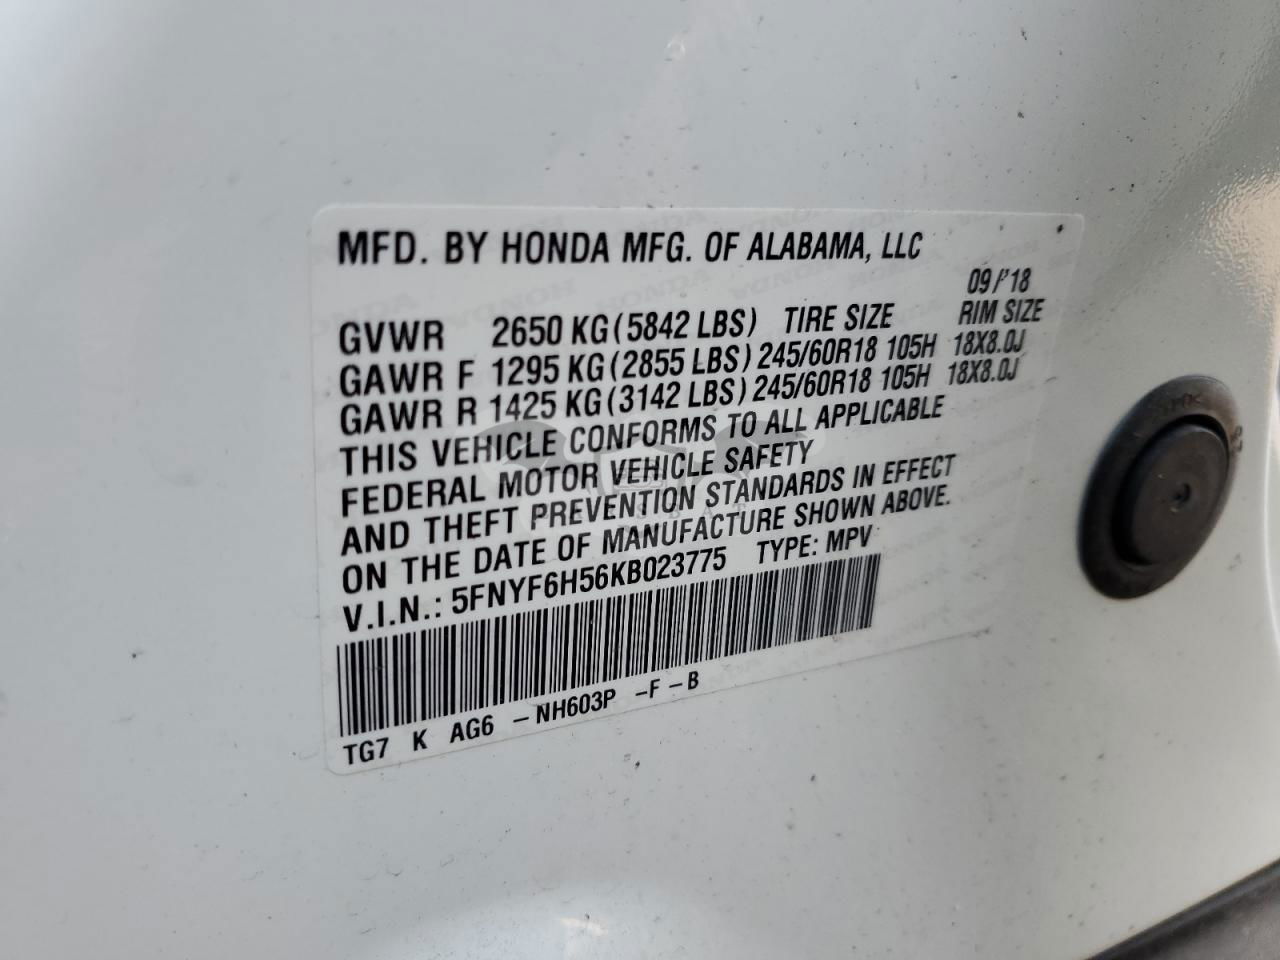 MFD. BY HONDA MFG. OF ALABAMA, LLC
09/'18
GVWR 2650 KG (5842 LBS) TIRE SIZE RIM SIZE
GAWR F 1295 KG (2855 LBS) 245/60R18 105H 18X8.0J
GAWR R 1425 KG (3142 LBS) 245/60R18 105H 18X8.0J
THIS VEHICLE CONFORMS TO ALL APPLICABLE
FEDERAL MOTOR VEHICLE SAFETY
AND THEFT PREVENTION STANDARDS IN EFFECT
ON THE DATE OF MANUFACTURE SHOWN ABOVE.
V.I.N.: 5FNYF6H56KB023775 TYPE: MPV
TG7 K AG6 -NH603P -F -B